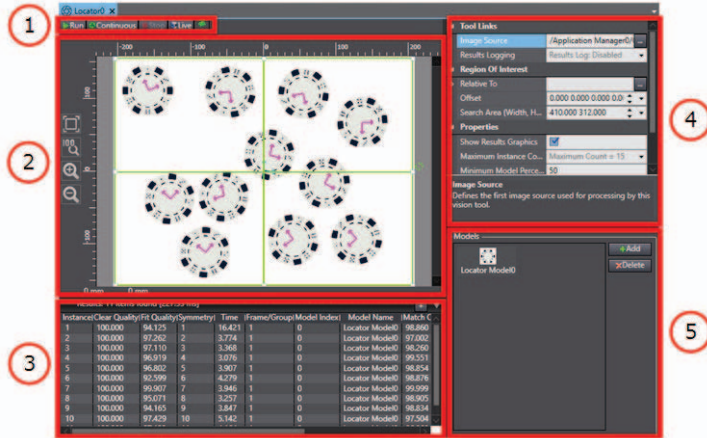 Locator0 ×
1
Run Continuous Stop Live
-200 -100 0 100 200
100
0
-100
0 mm 0 mm
2
Tool Links
Image Source ./Application Manager0/ ...
Results Logging Results Log: Disabled
Region Of Interest
Relative To ...
Offset 0.000 0.000 0.000 0.0
Search Area (Width, H... 410.000 312.000
Properties
Show Results Graphics
Maximum Instance Co... Maximum Count = 15
Minimum Model Perce... 50
Image Source
Defines the first image source used for processing by this
vision tool.
4
Results: 11 items found
Instance Clear Quality Fit Quality Symmetry Time Frame/Group Model Index Model Name Match Q
1 100.000 94.125 1 16.421 1 0 Locator Model0 98.860
2 100.000 97.262 2 3.774 1 0 Locator Model0 97.002
3 100.000 97.110 3 3.368 1 0 Locator Model0 98.260
4 100.000 96.919 4 3.076 1 0 Locator Model0 99.551
5 100.000 96.802 5 3.907 1 0 Locator Model0 98.854
6 100.000 92.599 6 4.279 1 0 Locator Model0 98.876
7 100.000 99.907 7 3.946 1 0 Locator Model0 99.999
8 100.000 95.071 8 3.257 1 0 Locator Model0 98.905
9 100.000 94.165 9 3.847 1 0 Locator Model0 98.834
10 100.000 97.429 10 5.142 1 0 Locator Model0 97.504
3
Models
Locator Model0
Add
Delete
5